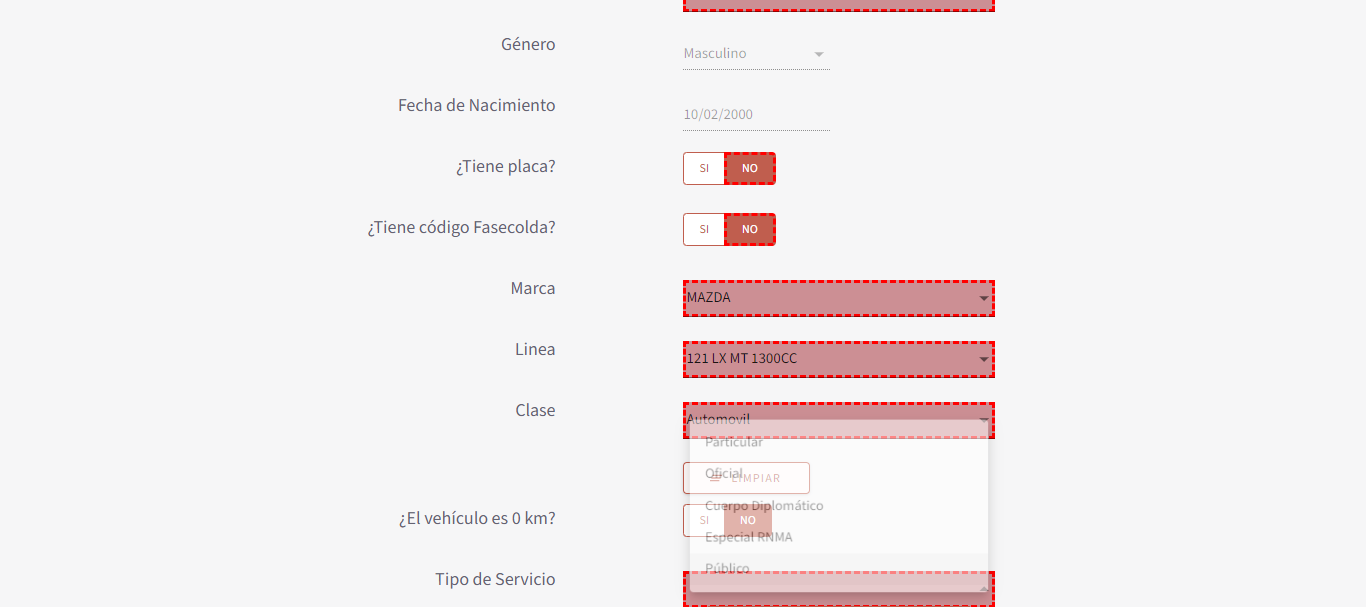 Género
Masculino
Fecha de Nacimiento
10/02/2000
¿Tiene placa?
SI NO
¿Tiene código Fasecolda?
SI NO
Marca
MAZDA
Linea
121 LX MT 1300CC
Clase
Automovil
Particular
Oficial
LIMPIAR
Cuerpo Diplomático
¿El vehículo es 0 km?
SI NO
Especial RNMA
Público
Tipo de Servicio